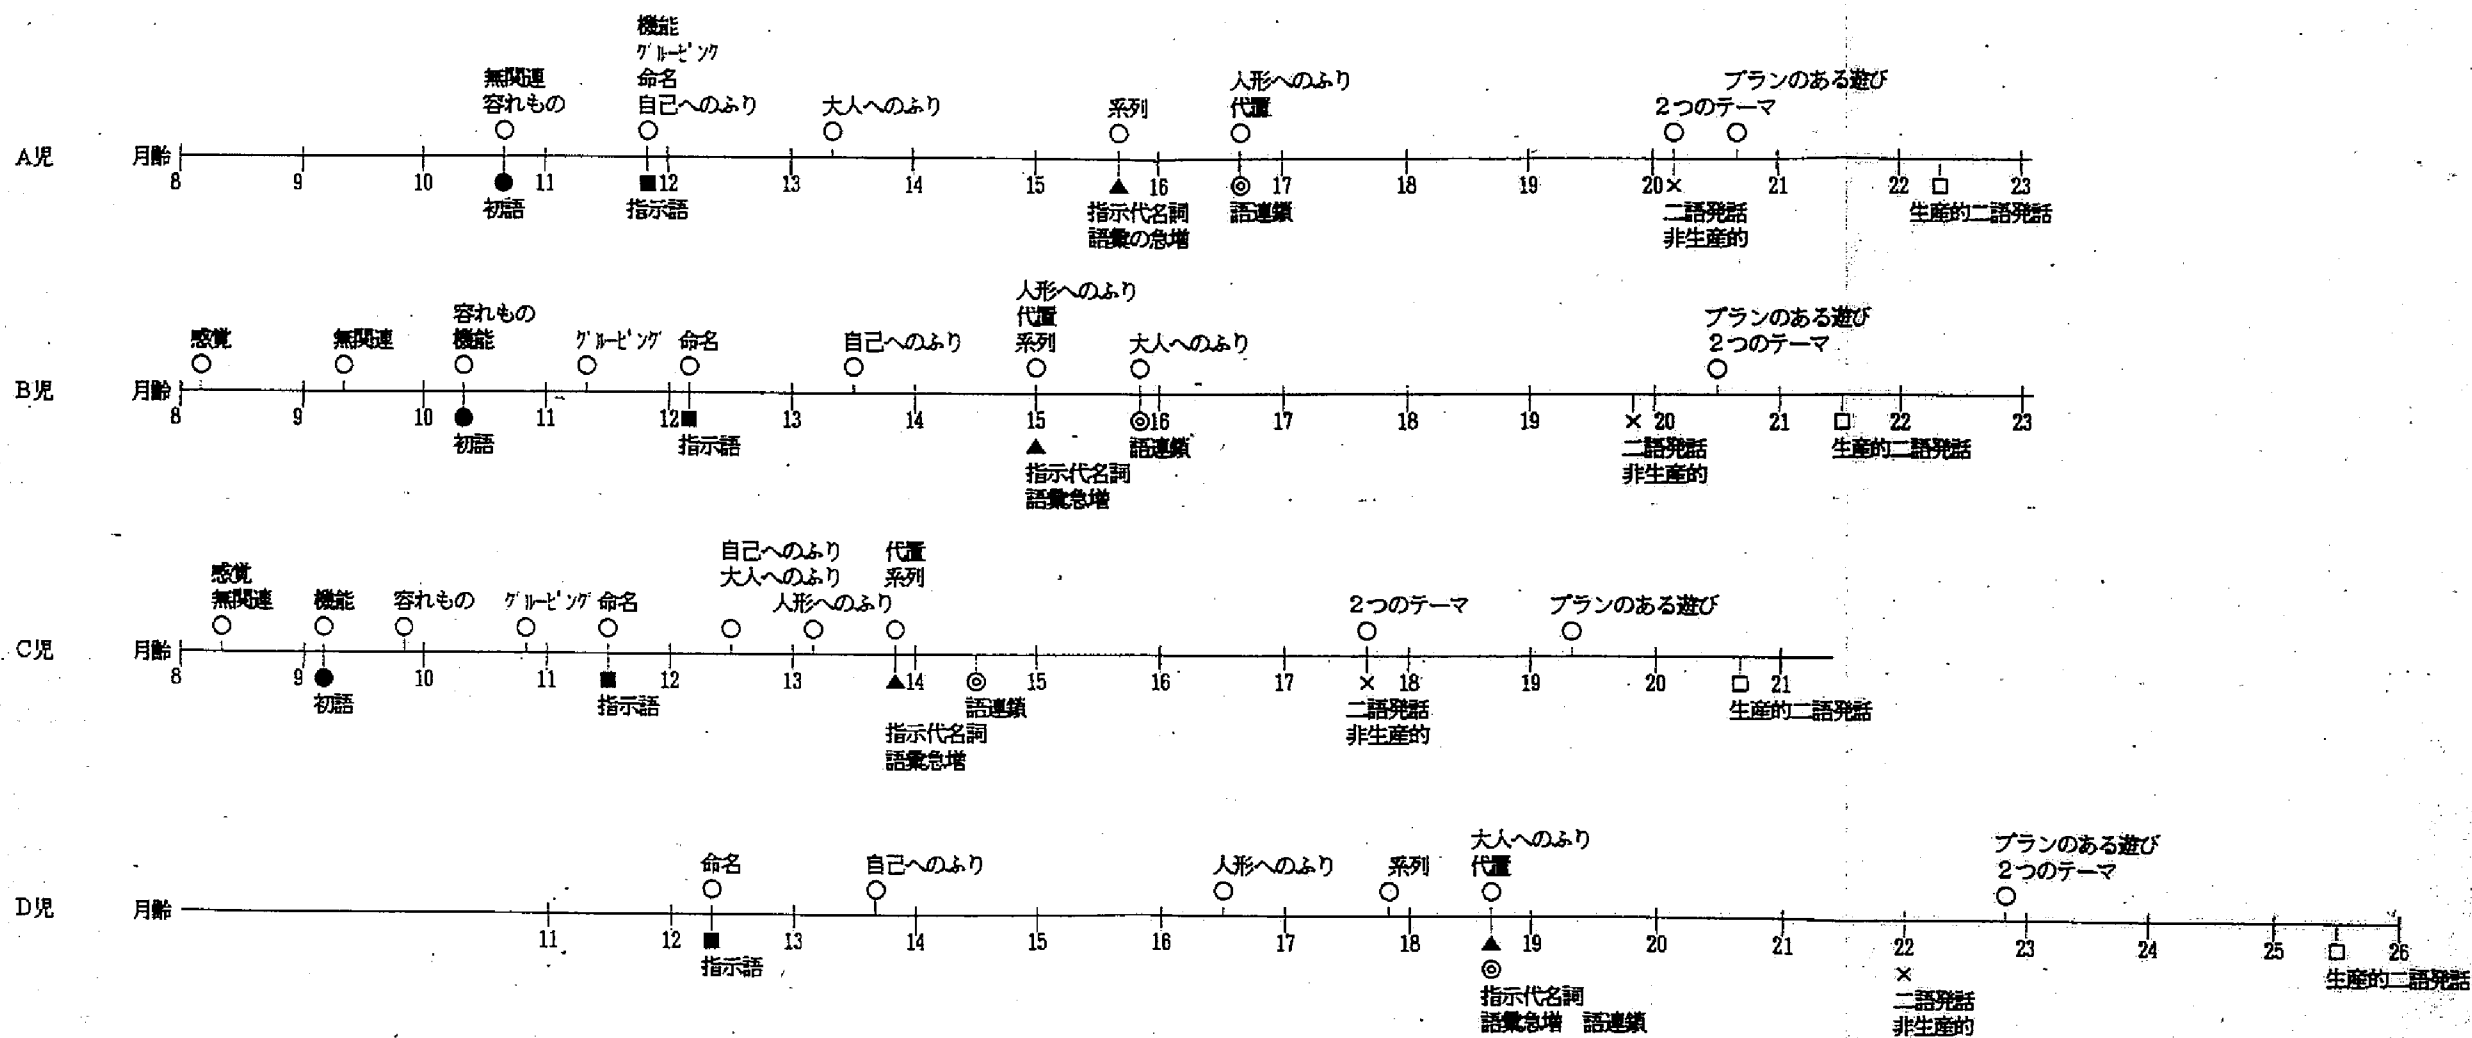 機能
グルーピング
無関連 命名 人形へのふり プランのある遊び
容れもの 自己へのふり 大人へのふり 系列 代置 2つのテーマ
A児 月齢
8 9 10 11 12 13 14 15 16 17 18 19 20 21 22 23
初語 指示語 指示代名詞 語連鎖 二語発話 生産的二語発話
語彙の急増 非生産的
人形へのふり
容れもの 代置 プランのある遊び
感覚 無関連 機能 グルーピング 命名 自己へのふり 系列 大人へのふり 2つのテーマ
B児 月齢
8 9 10 11 12 13 14 15 16 17 18 19 20 21 22 23
初語 指示語 語連鎖 二語発話 生産的二語発話
指示代名詞 非生産的
語彙急増
自己へのふり 代置
感覚 大人へのふり 系列
無関連 機能 容れもの グルーピング 命名 人形へのふり 2つのテーマ プランのある遊び
C児 月齢
8 9 10 11 12 13 14 15 16 17 18 19 20 21
初語 指示語 語連鎖 二語発話 生産的二語発話
指示代名詞 非生産的
語彙急増
大人へのふり プランのある遊び
命名 自己へのふり 人形へのふり 系列 代置 2つのテーマ
D児 月齢
11 12 13 14 15 16 17 18 19 20 21 22 23 24 25 26
指示語 生産的二語発話
指示代名詞 二語発話
語彙急増 語連鎖 非生産的